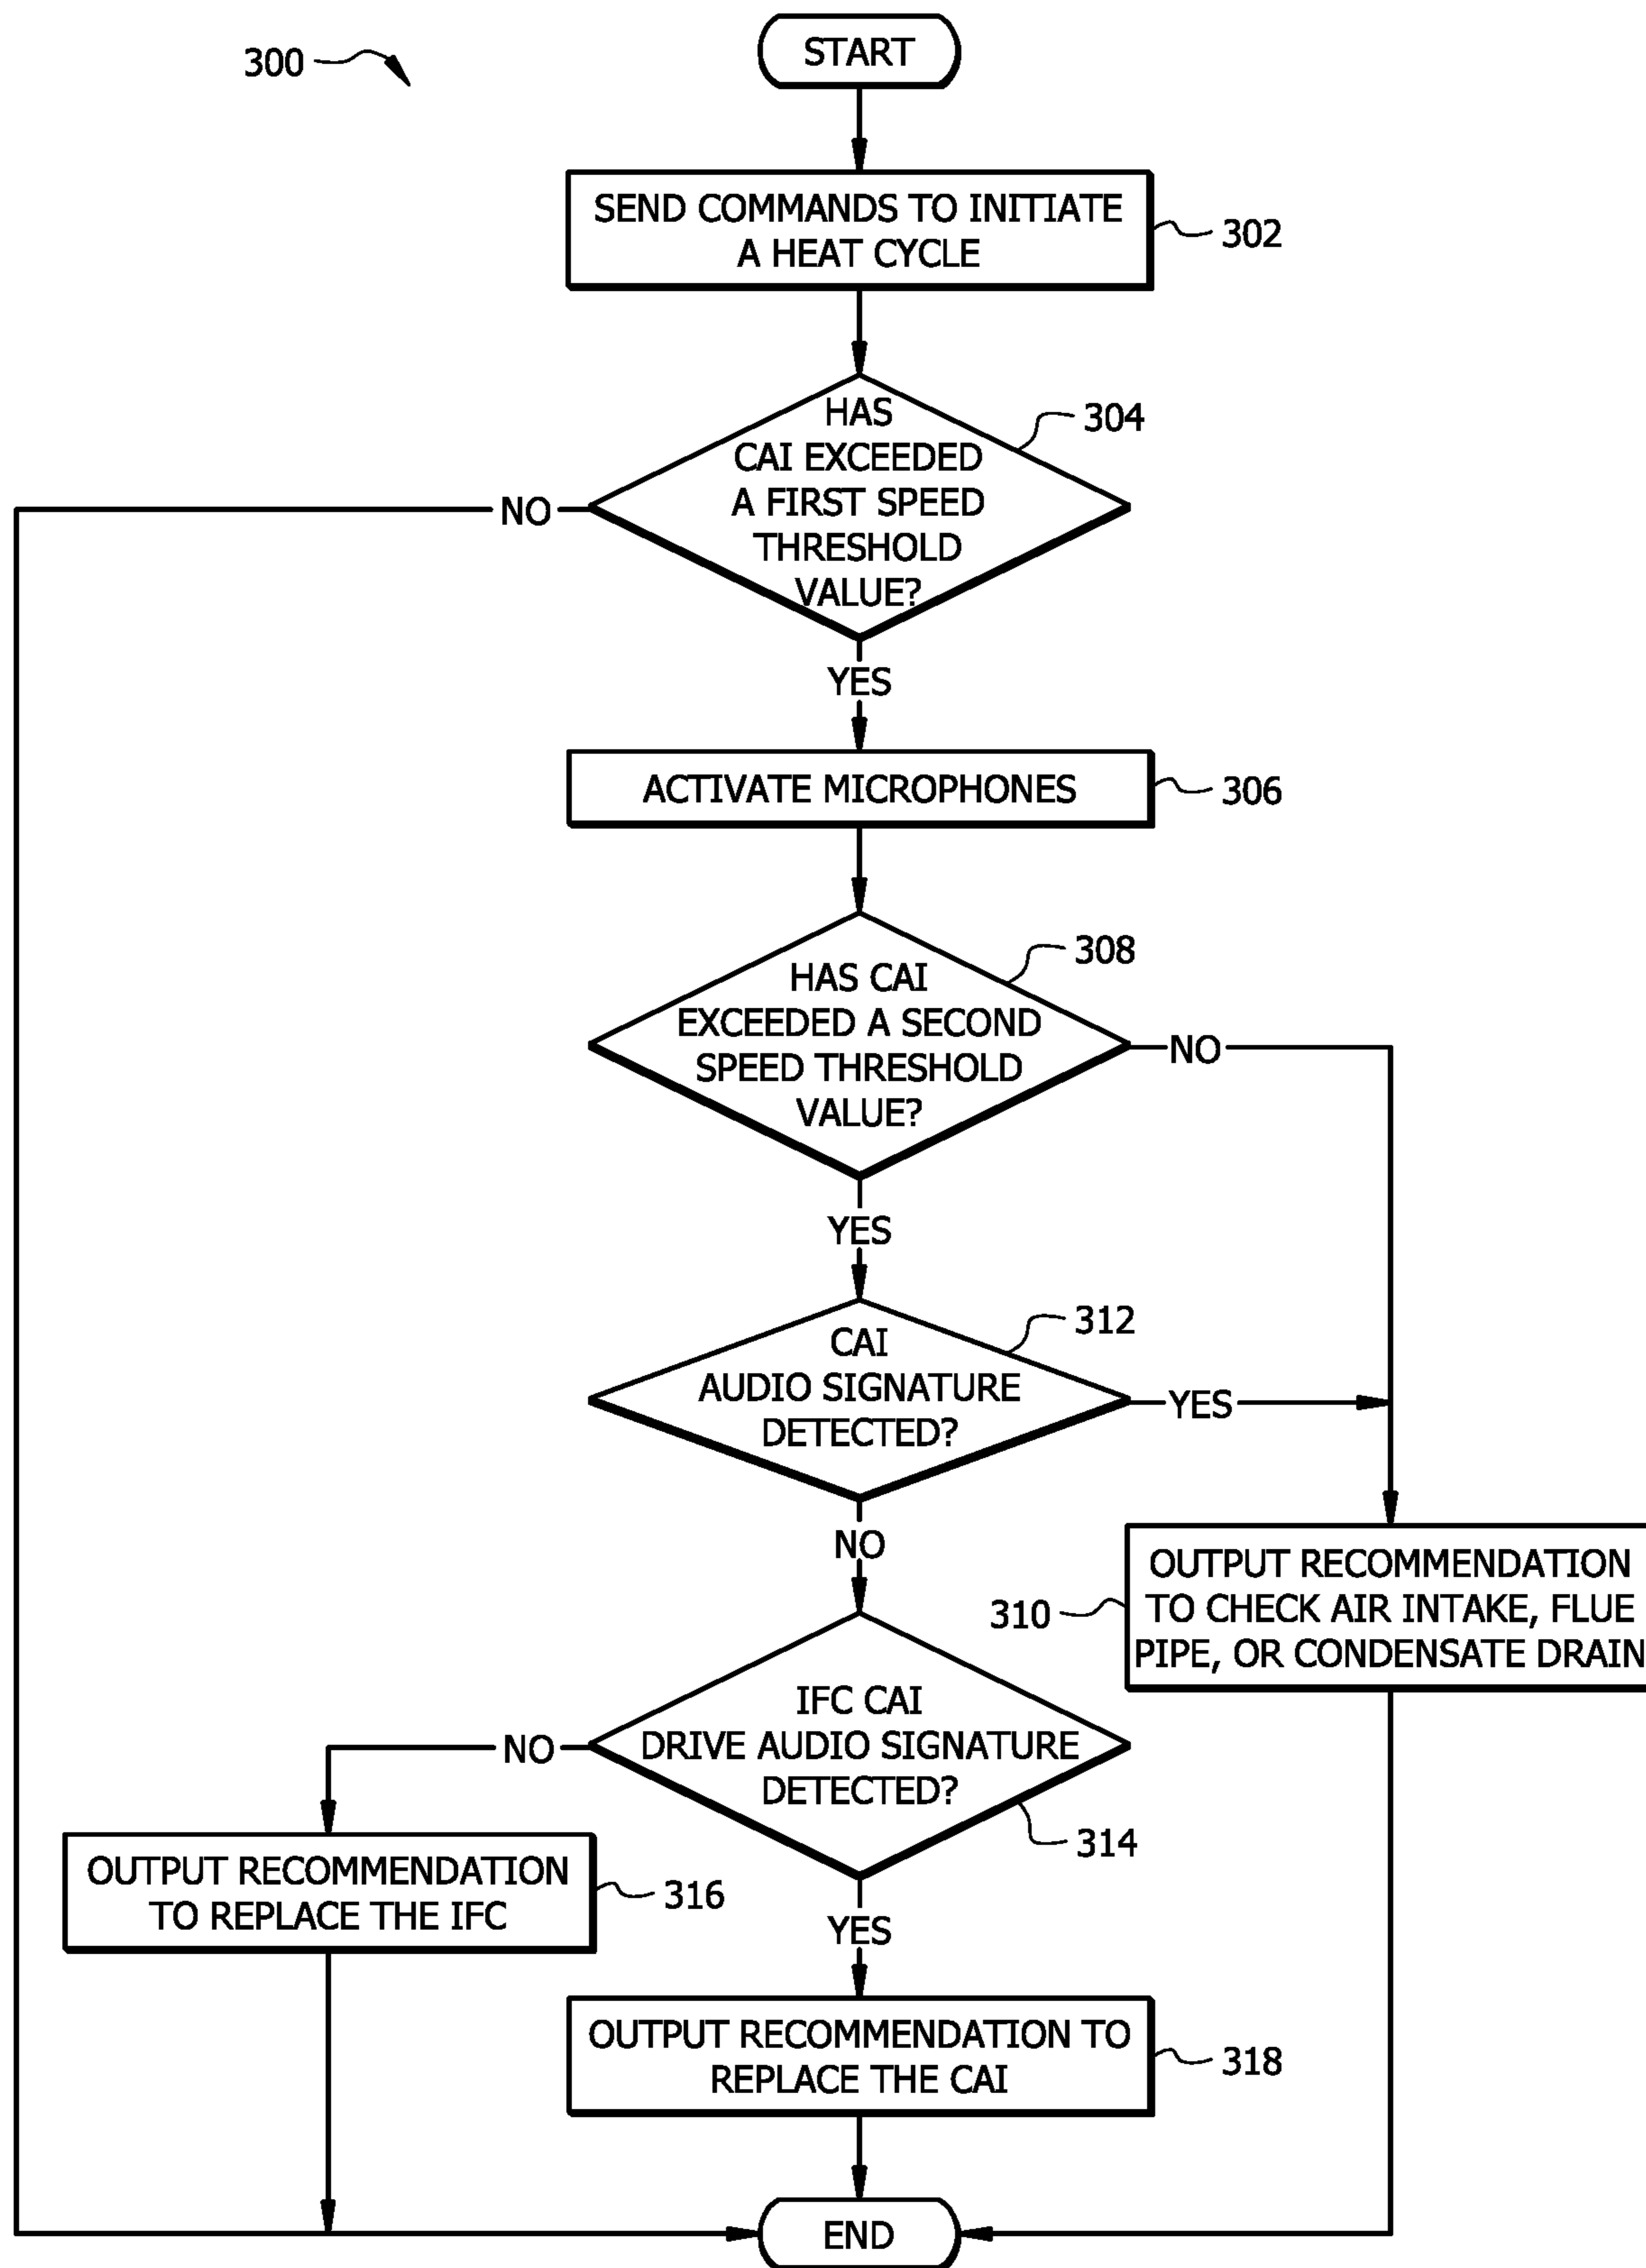 300
START
SEND COMMANDS TO INITIATE
A HEAT CYCLE
302
HAS
CAI EXCEEDED
A FIRST SPEED
THRESHOLD
VALUE?
304
NO
YES
ACTIVATE MICROPHONES
306
HAS CAI
EXCEEDED A SECOND
SPEED THRESHOLD
VALUE?
308
NO
YES
CAI
AUDIO SIGNATURE
DETECTED?
312
YES
NO
OUTPUT RECOMMENDATION
TO CHECK AIR INTAKE, FLUE
PIPE, OR CONDENSATE DRAIN
310
IFC CAI
DRIVE AUDIO SIGNATURE
DETECTED?
314
NO
YES
OUTPUT RECOMMENDATION
TO REPLACE THE IFC
316
OUTPUT RECOMMENDATION TO
REPLACE THE CAI
318
END